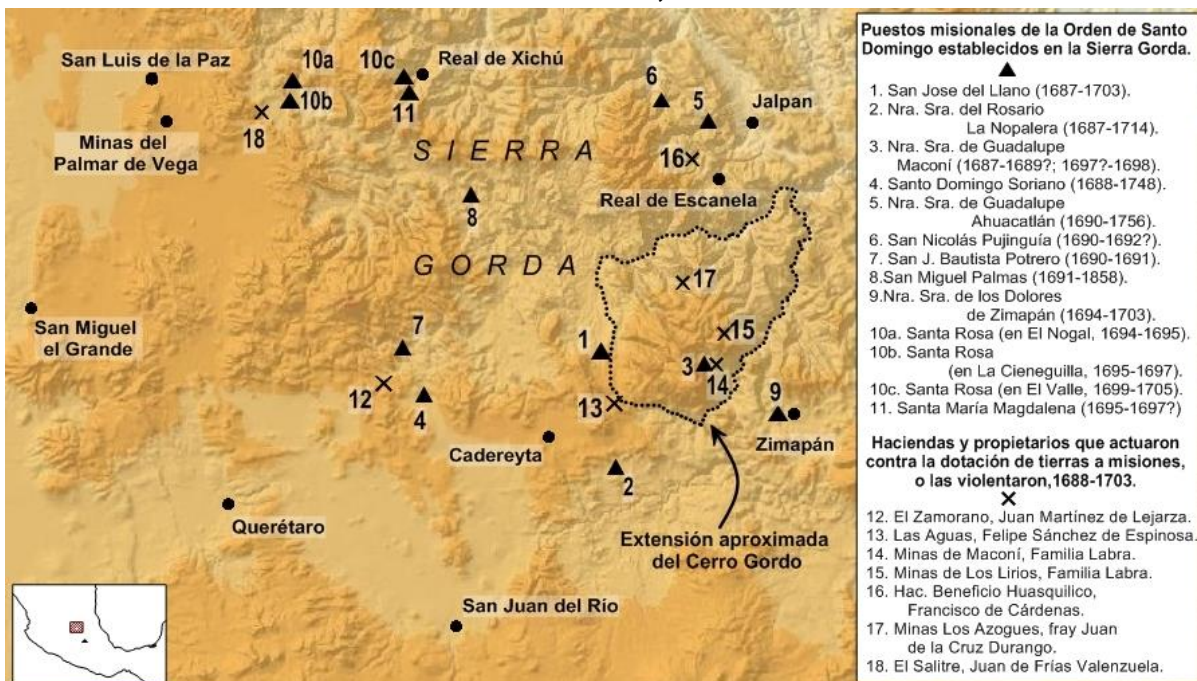 San Luis de la Paz
10a
10c
Real de Xichú
10b
11
18
Minas del
Palmar de Vega
6
5
Jalpan
16
Real de Escanela
SIERRA
8
GORDA
17
San Miguel
el Grande
7
1
15
3
14
12
4
13
9
Zimapán
Cadereyta
2
Querétaro
Extensión aproximada
del Cerro Gordo
San Juan del Río
Puestos misionales de la Orden de Santo
Domingo establecidos en la Sierra Gorda.
1. San Jose del Llano (1687-1703).
2. Nra. Sra. del Rosario
La Nopalera (1687-1714).
3. Nra. Sra. de Guadalupe
Maconí (1687-1689?; 1697?-1698).
4. Santo Domingo Soriano (1688-1748).
5. Nra. Sra. de Guadalupe
Ahuacatlán (1690-1756).
6. San Nicolás Pujinguía (1690-1692?).
7. San J. Bautista Potrero (1690-1691).
8.San Miguel Palmas (1691-1858).
9.Nra. Sra. de los Dolores
de Zimapán (1694-1703).
10a. Santa Rosa (en El Nogal, 1694-1695).
10b. Santa Rosa
(en La Cieneguilla, 1695-1697).
10c. Santa Rosa (en El Valle, 1699-1705).
11. Santa María Magdalena (1695-1697?)
Haciendas y propietarios que actuaron
contra la dotación de tierras a misiones,
o las violentaron,1688-1703.
12. El Zamorano, Juan Martínez de Lejarza.
13. Las Aguas, Felipe Sánchez de Espinosa.
14. Minas de Maconí, Familia Labra.
15. Minas de Los Lirios, Familia Labra.
16. Hac. Beneficio Huasquilico,
Francisco de Cárdenas.
17. Minas Los Azogues, fray Juan
de la Cruz Durango.
18. El Salitre, Juan de Frías Valenzuela.